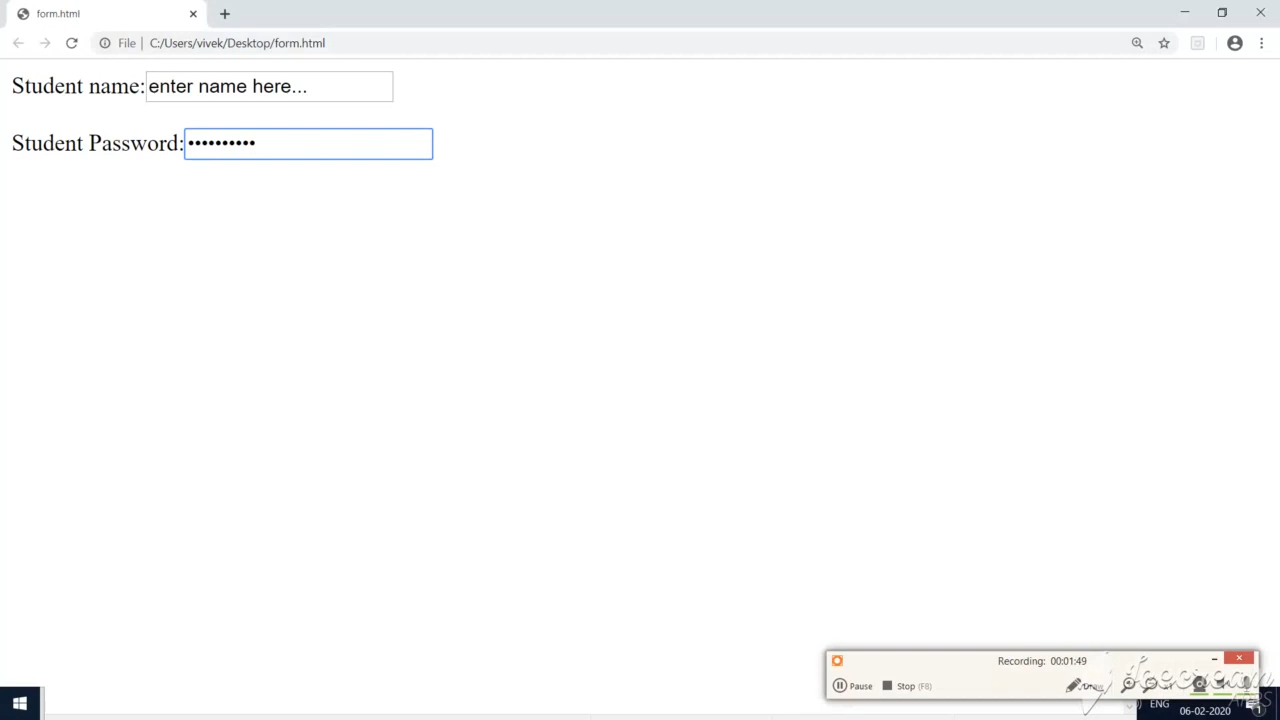 form.html
File C:/Users/vivek/Desktop/form.html
Student name: enter name here...
Student Password: ••••••••••
Recording: 00:01:49
Pause Stop (F8) Draw
ENG
06-02-2020